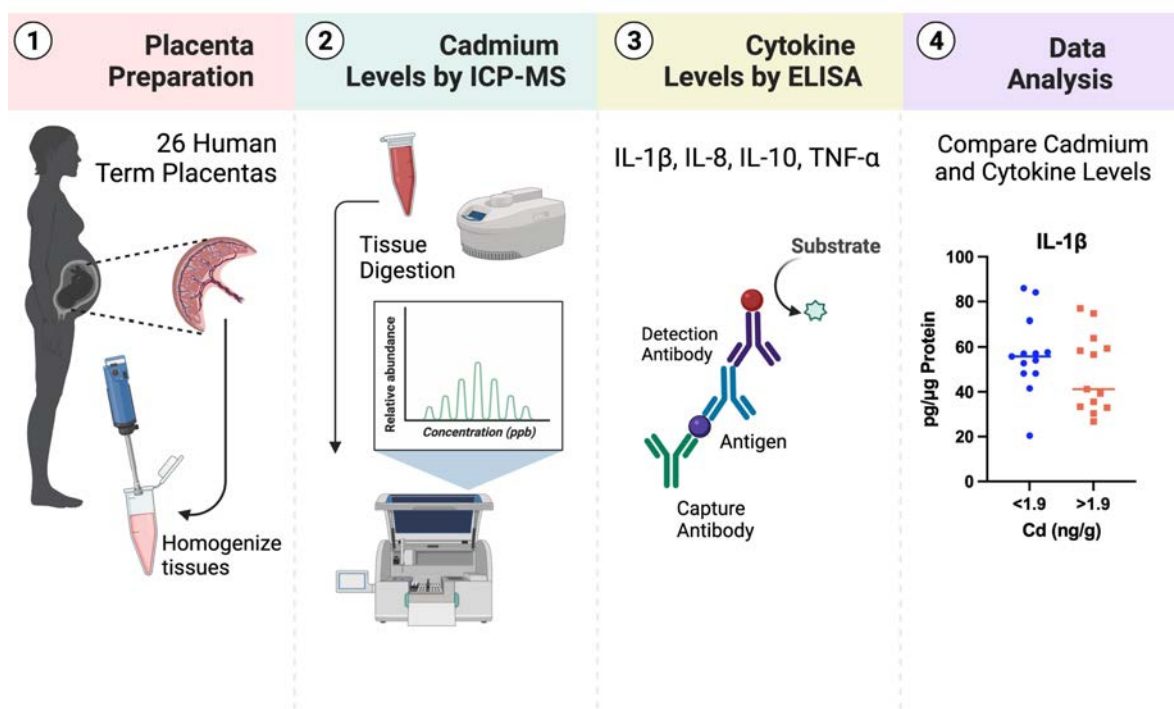 1
Placenta
Preparation
26 Human
Term Placentas
Homogenize
tissues
2
Cadmium
Levels by ICP-MS
Tissue
Digestion
Relative abundance
Concentration (ppb)
3
Cytokine
Levels by ELISA
IL-1β, IL-8, IL-10, TNF-α
Substrate
Detection
Antibody
Antigen
Capture
Antibody
4
Data
Analysis
Compare Cadmium
and Cytokine Levels
IL-1β
pg/μg Protein
100
80
60
40
20
0
<1.9 >1.9
Cd (ng/g)